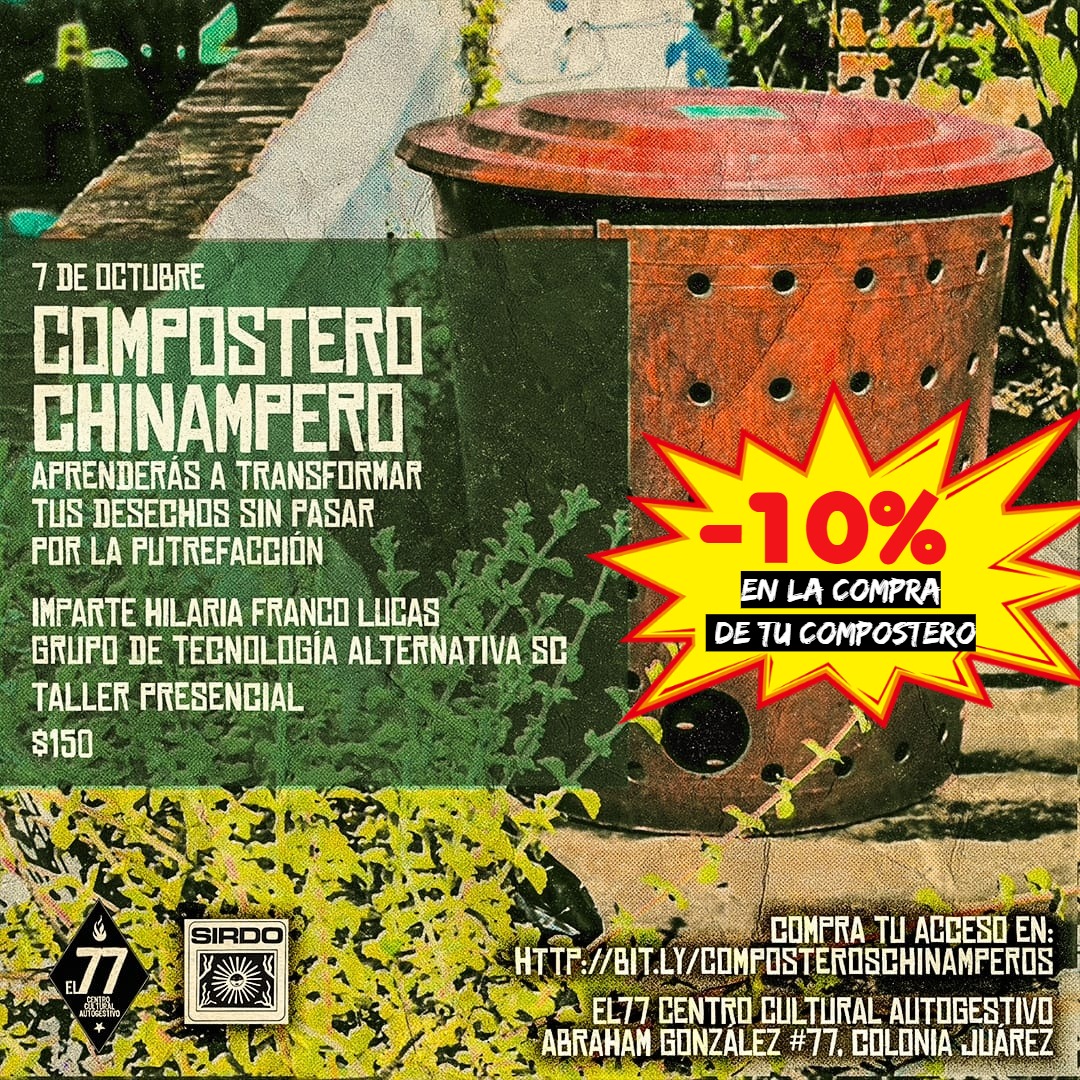 7 DE OCTUBRE
COMPOSTERO
CHINAMPERO
APRENDERÁS A TRANSFORMAR
TUS DESECHOS SIN PASAR
POR LA PUTREFACCIÓN
IMPARTE HILARIA FRANCO LUCAS
GRUPO DE TECNOLOGÍA ALTERNATIVA SC
TALLER PRESENCIAL
$150
-10%
EN LA COMPRA
DE TU COMPOSTERO
EL 77
CENTRO
CULTURAL
AUTOGESTIVO
SIRDO
COMPRA TU ACCESO EN:
HTTP://BIT.LY/COMPOSTEROSCHINAMPEROS
EL77 CENTRO CULTURAL AUTOGESTIVO
ABRAHAM GONZÁLEZ #77, COLONIA JUÁREZ